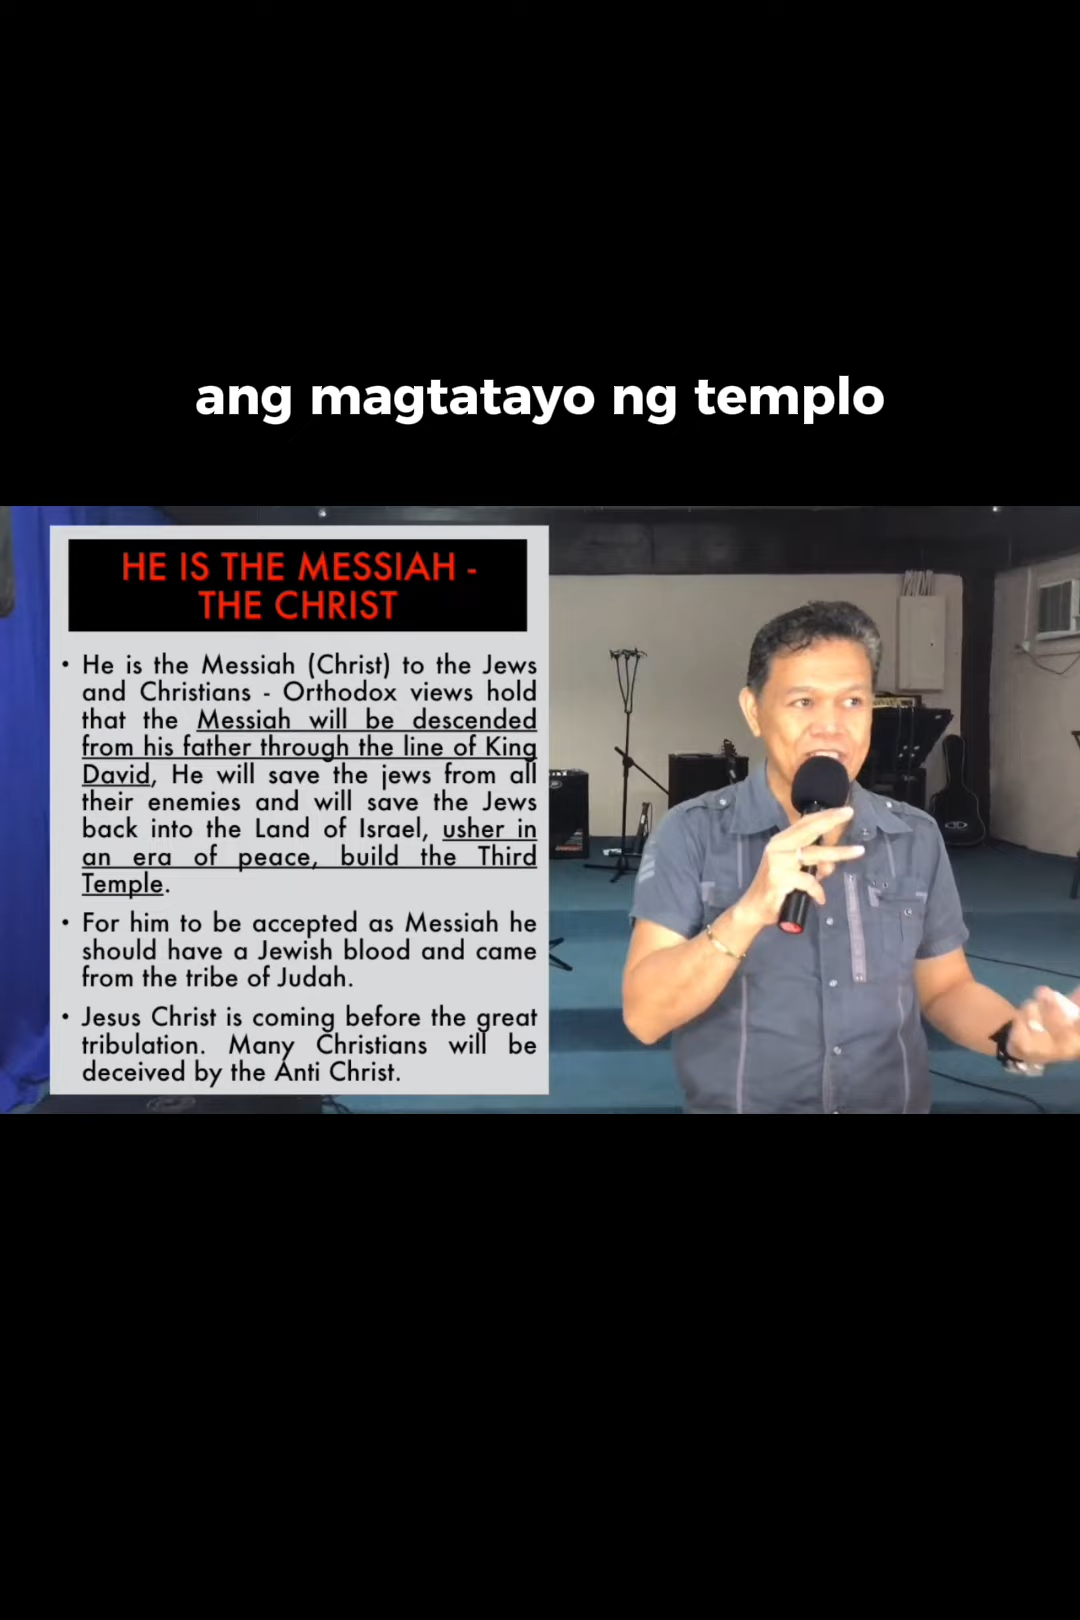 ang magtatayo ng templo
HE IS THE MESSIAH -
THE CHRIST
• He is the Messiah (Christ) to the Jews
and Christians - Orthodox views hold
that the Messiah will be descended
from his father through the line of King
David, He will save the jews from all
their enemies and will save the Jews
back into the Land of Israel, usher in
an era of peace, build the Third
Temple.
• For him to be accepted as Messiah he
should have a Jewish blood and came
from the tribe of Judah.
• Jesus Christ is coming before the great
tribulation. Many Christians will be
deceived by the Anti Christ.